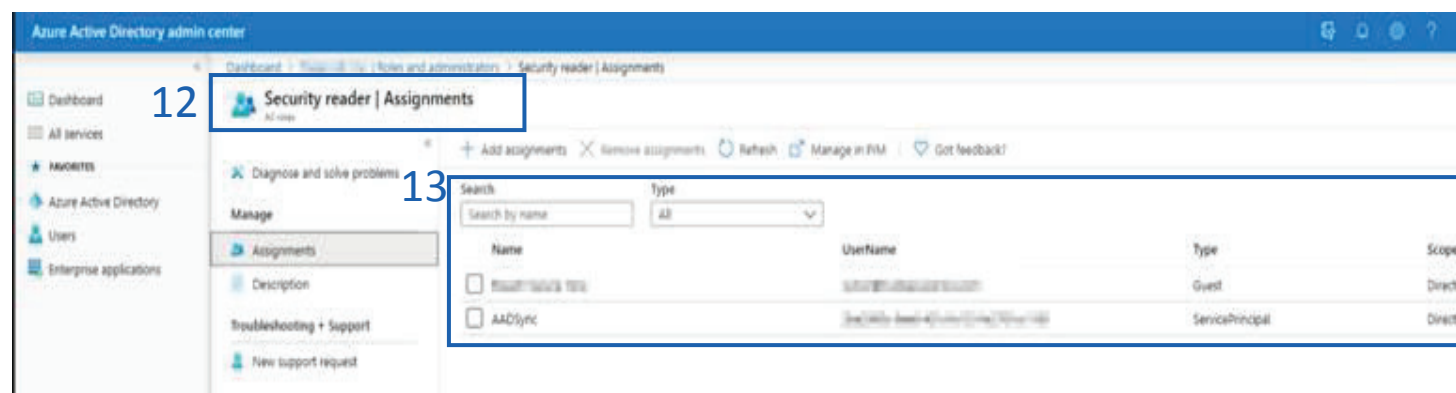 Azure Active Directory admin center
?
Dashboard > | Roles and administrators > Security reader | Assignments
12
Security reader | Assignments
All roles
Dashboard
All services
FAVORITES
Azure Active Directory
Users
Enterprise applications
Diagnose and solve problems
Manage
Assignments
Description
Troubleshooting + Support
New support request
+ Add assignments Remove assignments Refresh Manage in PIM | Got feedback?
13
Search Type
Search by name All
Name UserName Type Scope
Guest Direct
AADSync ServicePrincipal Direct